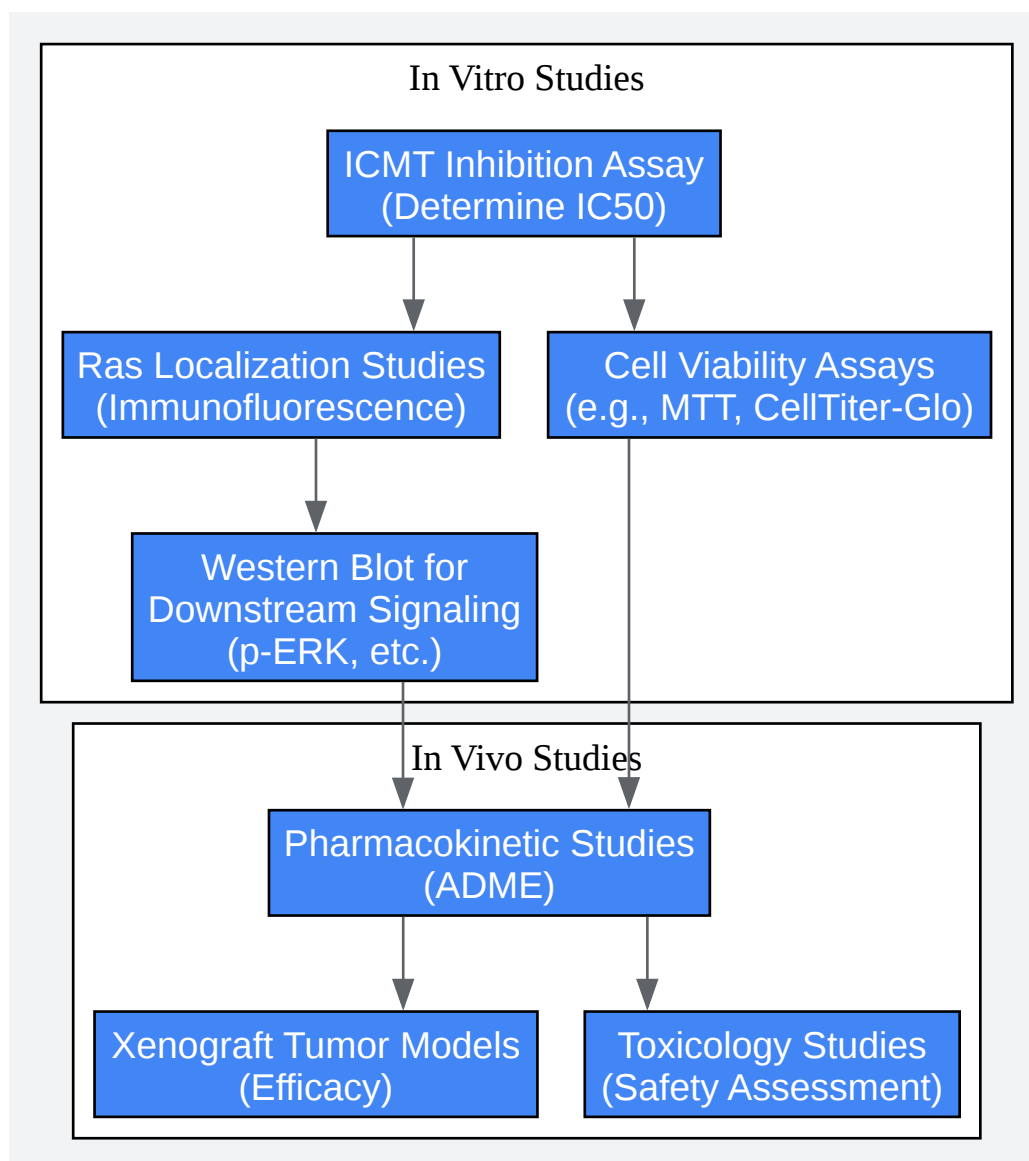 In Vitro Studies
ICMT Inhibition Assay
(Determine IC50)
Ras Localization Studies
(Immunofluorescence)
Cell Viability Assays
(e.g., MTT, CellTiter-Glo)
Western Blot for
Downstream Signaling
(p-ERK, etc.)
In Vivo Studies
Pharmacokinetic Studies
(ADME)
Xenograft Tumor Models
(Efficacy)
Toxicology Studies
(Safety Assessment)